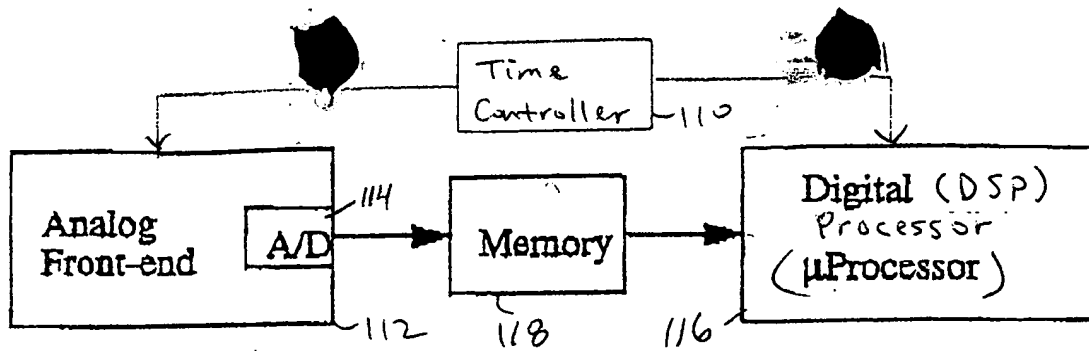 Time
Controller
110
Analog
Front-end
114
A/D
Memory
Digital (DSP)
Processor
(μProcessor)
112
118
116